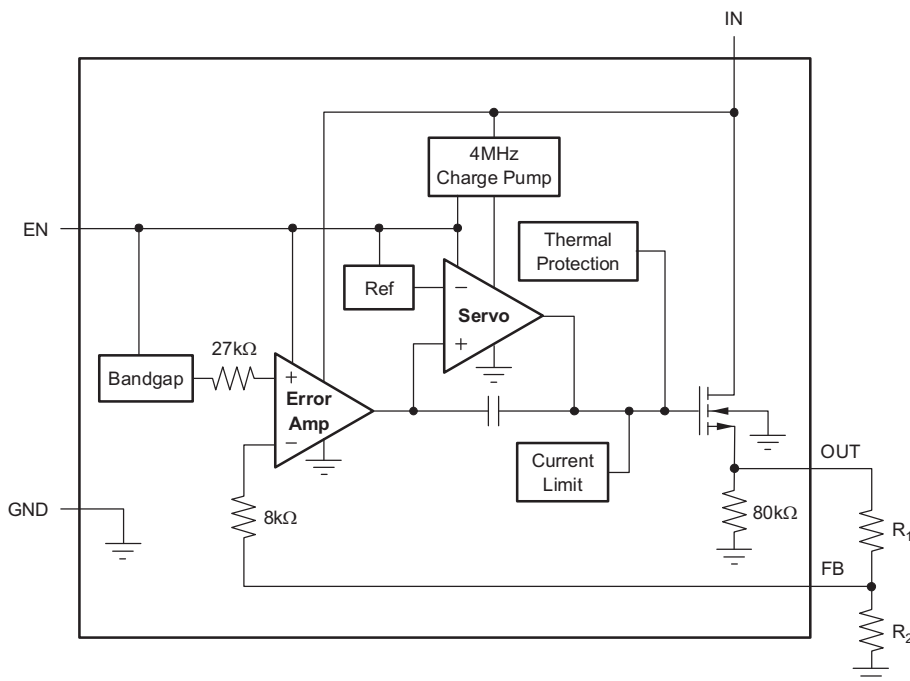 IN
4MHz
Charge Pump
EN
Thermal
Protection
Ref
−
Servo
+
27kΩ
Bandgap
+
Error
Amp
−
OUT
Current
Limit
GND
8kΩ
80kΩ
R1
FB
R2